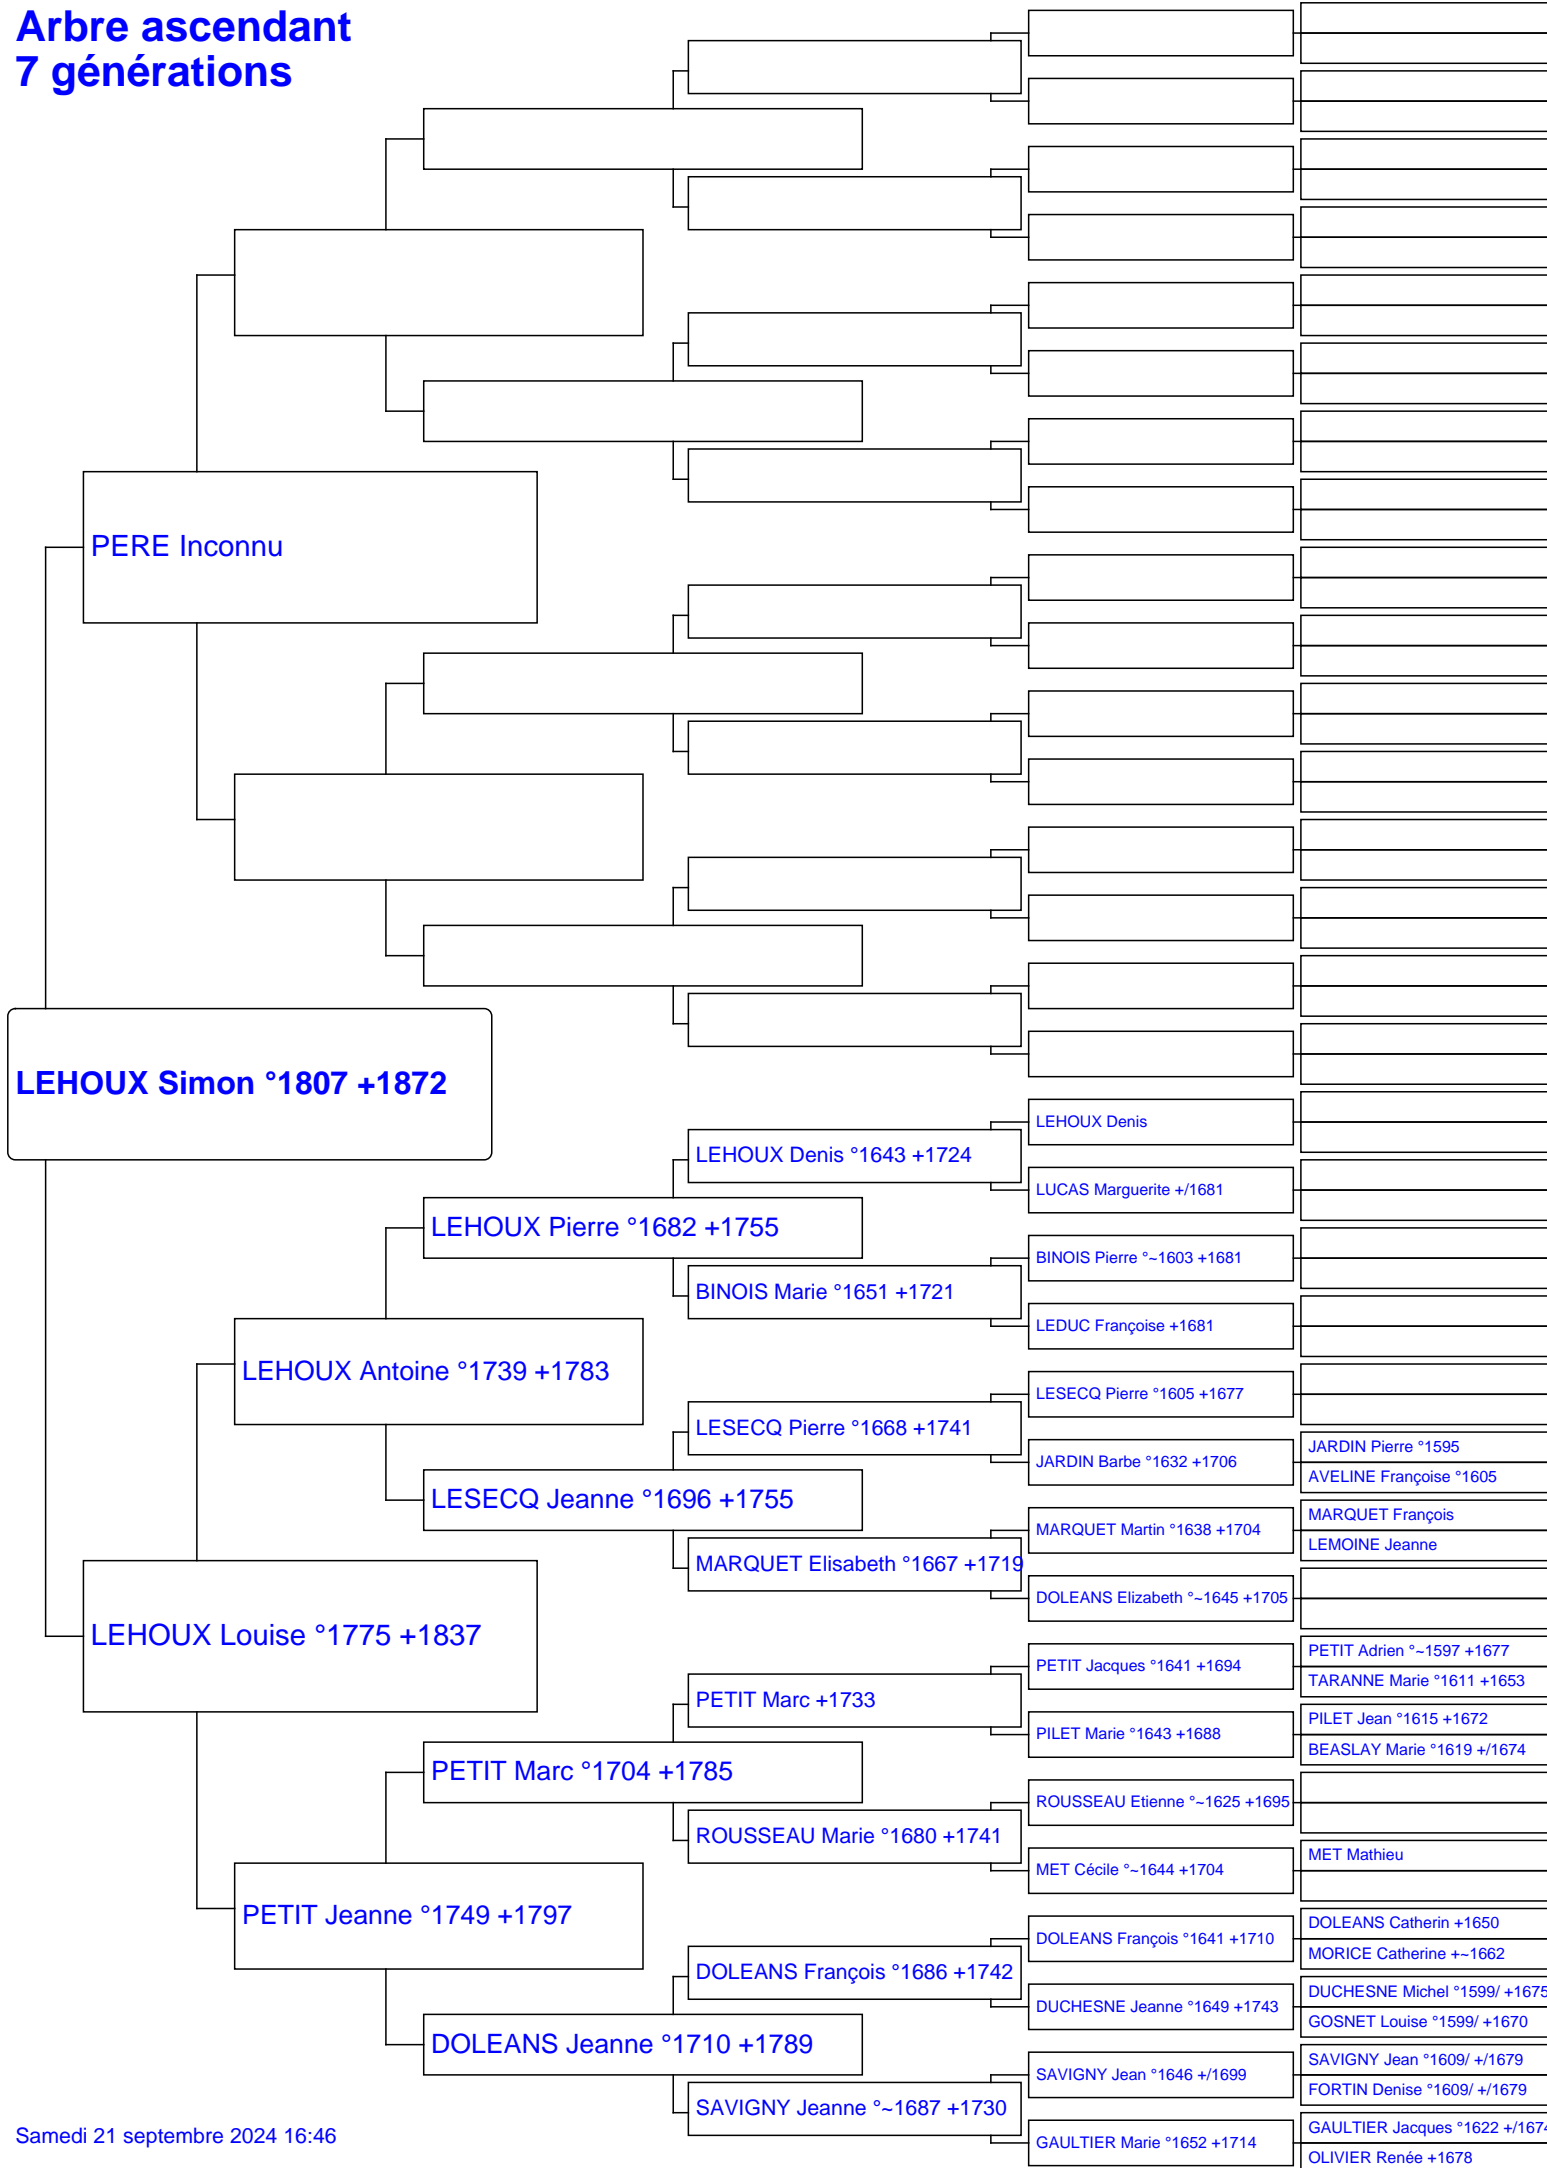 Arbre ascendant
7 générations
PERE Inconnu
LEHOUX Simon °1807 +1872
LEHOUX Denis
LEHOUX Denis °1643 +1724
LUCAS Marguerite +/1681
LEHOUX Pierre °1682 +1755
BINOIS Pierre °~1603 +1681
BINOIS Marie °1651 +1721
LEDUC Françoise +1681
LEHOUX Antoine °1739 +1783
LESECQ Pierre °1605 +1677
LESECQ Pierre °1668 +1741
JARDIN Pierre °1595
JARDIN Barbe °1632 +1706
AVELINE Françoise °1605
LESECQ Jeanne °1696 +1755
MARQUET François
MARQUET Martin °1638 +1704
LEMOINE Jeanne
MARQUET Elisabeth °1667 +1719
DOLEANS Elizabeth °~1645 +1705
LEHOUX Louise °1775 +1837
PETIT Adrien °~1597 +1677
PETIT Jacques °1641 +1694
TARANNE Marie °1611 +1653
PETIT Marc +1733
PILET Jean °1615 +1672
PILET Marie °1643 +1688
BEASLAY Marie °1619 +/1674
PETIT Marc °1704 +1785
ROUSSEAU Etienne °~1625 +1695
ROUSSEAU Marie °1680 +1741
MET Mathieu
MET Cécile °~1644 +1704
PETIT Jeanne °1749 +1797
DOLEANS Catherin +1650
DOLEANS François °1641 +1710
MORICE Catherine +~1662
DOLEANS François °1686 +1742
DUCHESNE Michel °1599/ +1675
DUCHESNE Jeanne °1649 +1743
GOSNET Louise °1599/ +1670
DOLEANS Jeanne °1710 +1789
SAVIGNY Jean °1609/ +/1679
SAVIGNY Jean °1646 +/1699
FORTIN Denise °1609/ +/1679
SAVIGNY Jeanne °~1687 +1730
GAULTIER Jacques °1622 +/1674
GAULTIER Marie °1652 +1714
OLIVIER Renée +1678
Samedi 21 septembre 2024 16:46